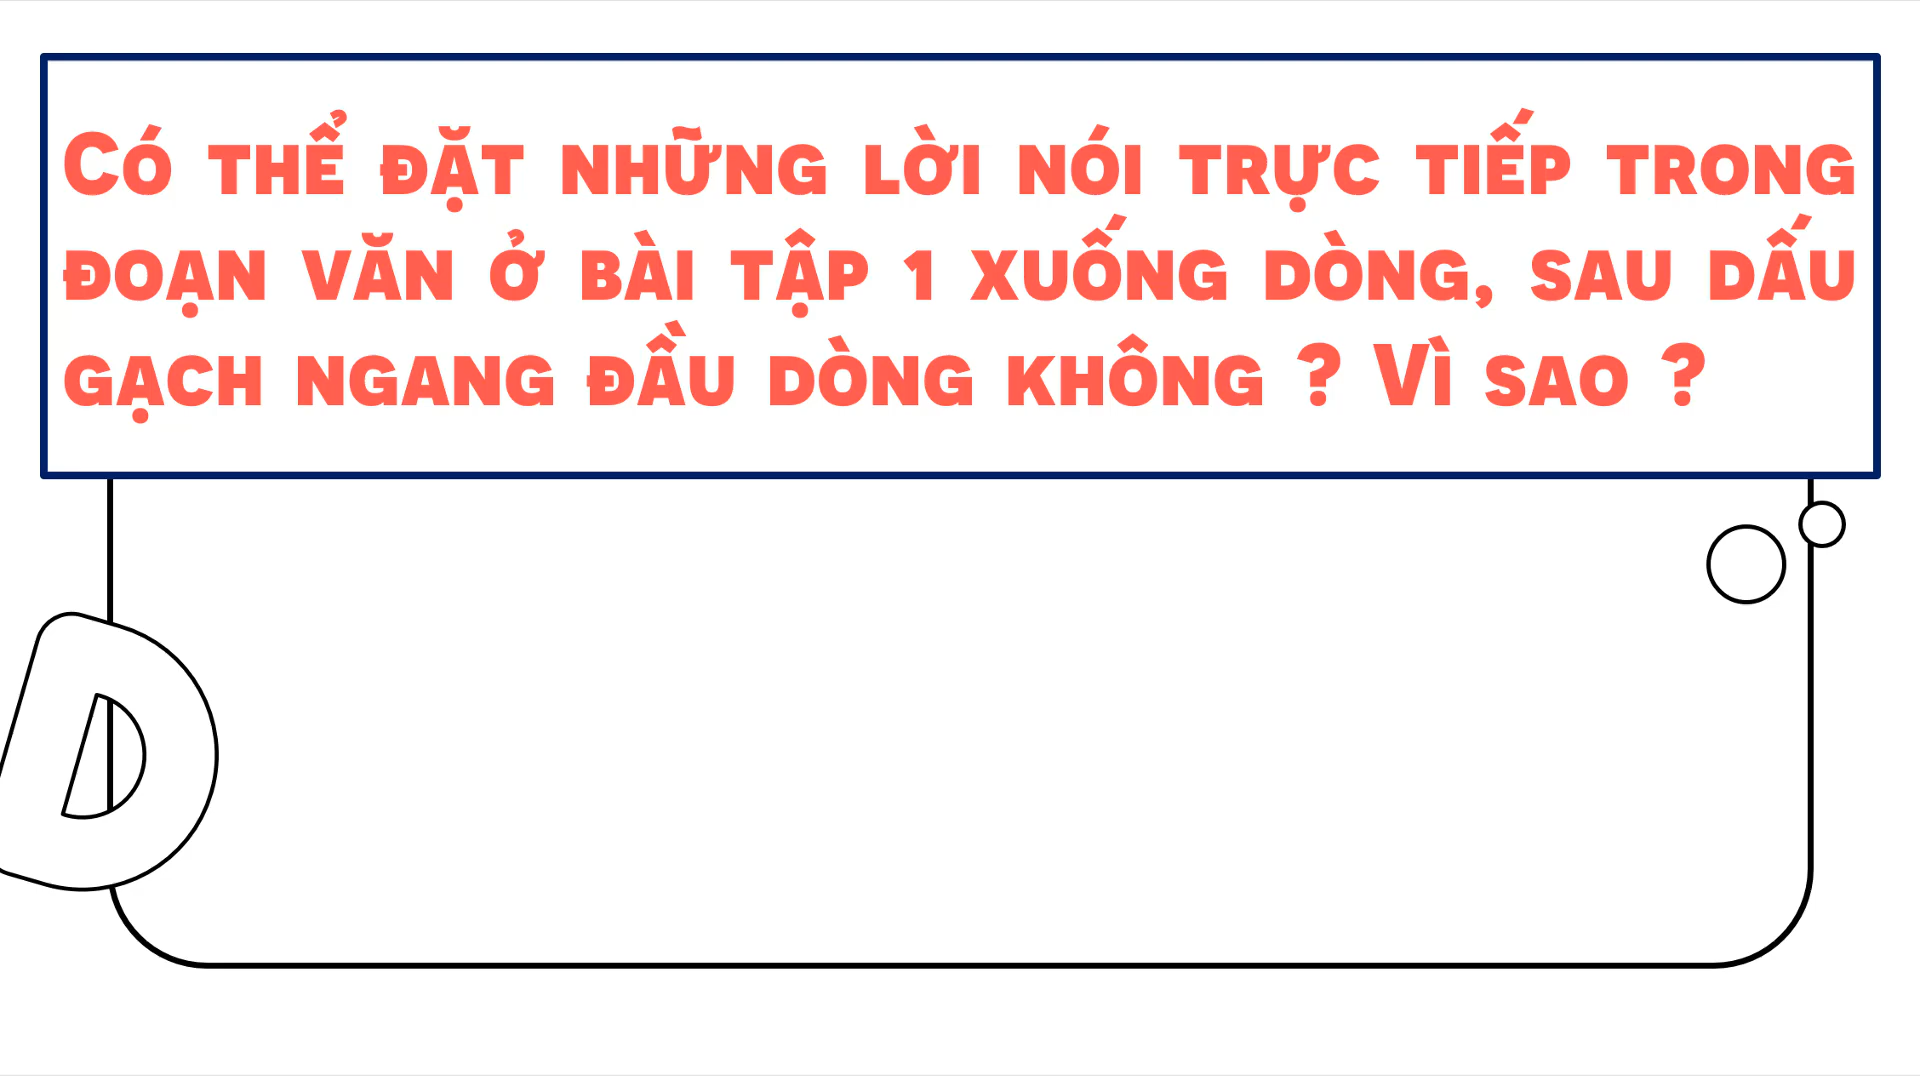 Có thể đặt những lời nói trực tiếp trong
đoạn văn ở bài tập 1 xuống dòng, sau dấu
gạch ngang đầu dòng không ? Vì sao ?